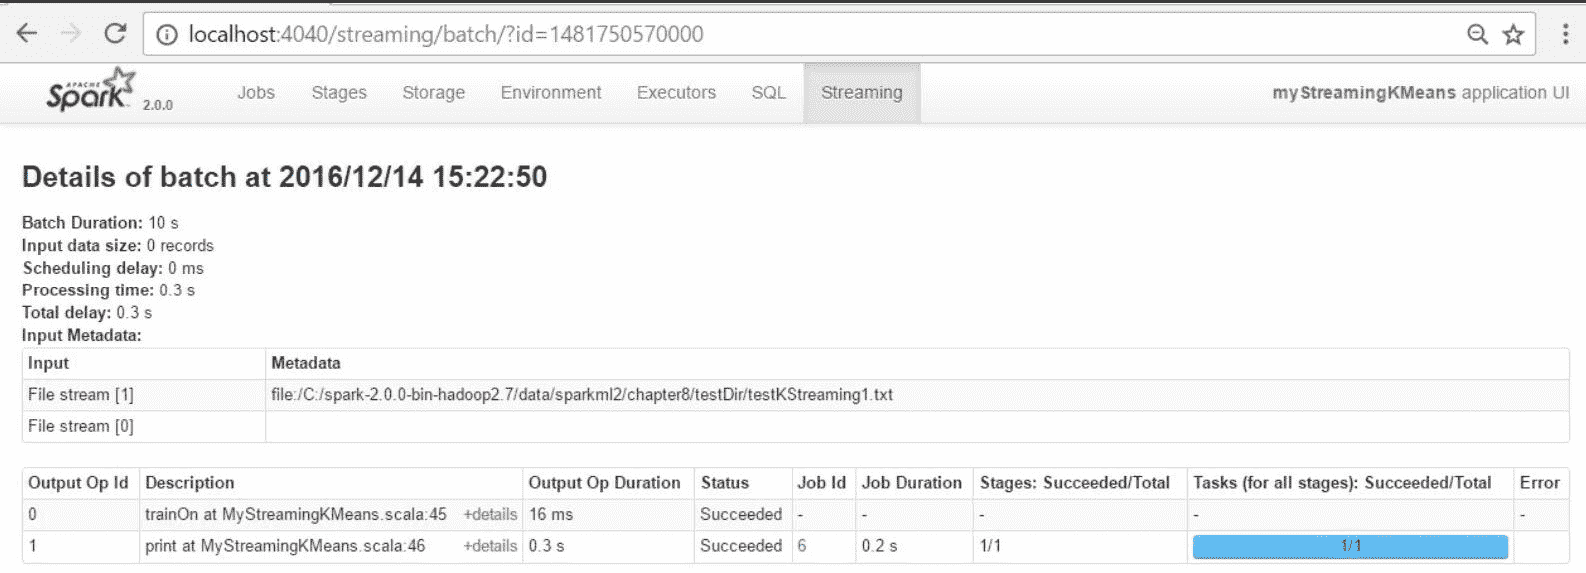 localhost:4040/streaming/batch/?id=1481750570000
APACHE
Spark 2.0.0 Jobs Stages Storage Environment Executors SQL Streaming myStreamingKMeans application UI
Details of batch at 2016/12/14 15:22:50
Batch Duration: 10 s
Input data size: 0 records
Scheduling delay: 0 ms
Processing time: 0.3 s
Total delay: 0.3 s
Input Metadata:
Input Metadata
File stream [1] file:/C:/spark-2.0.0-bin-hadoop2.7/data/sparkml2/chapter8/testDir/testKStreaming1.txt
File stream [0]
Output Op Id Description Output Op Duration Status Job Id Job Duration Stages: Succeeded/Total Tasks (for all stages): Succeeded/Total Error
0 trainOn at MyStreamingKMeans.scala:45 +details 16 ms Succeeded - - - - -
1 print at MyStreamingKMeans.scala:46 +details 0.3 s Succeeded 6 0.2 s 1/1 1/1